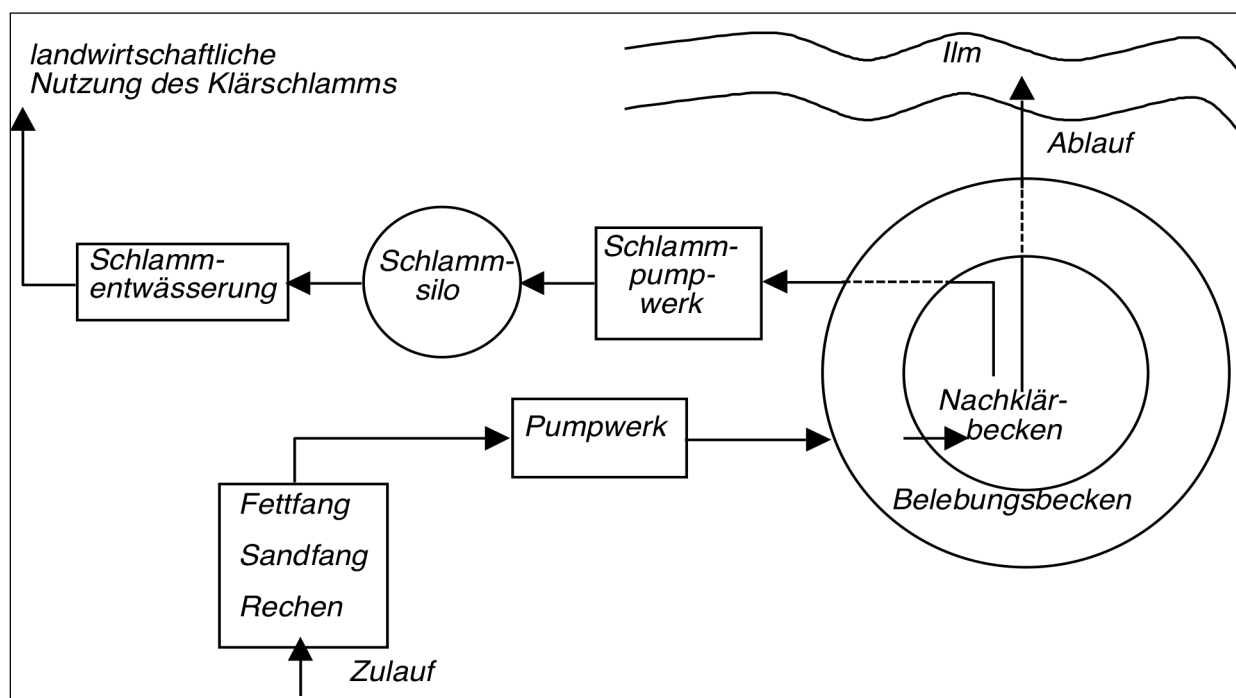 landwirtschaftliche
Nutzung des Klärschlamms
Ilm
Ablauf
Schlamm-
entwässerung
Schlamm-
silo
Schlamm-
pump-
werk
Nachklär-
becken
Pumpwerk
Belebungsbecken
Fettfang
Sandfang
Rechen
Zulauf